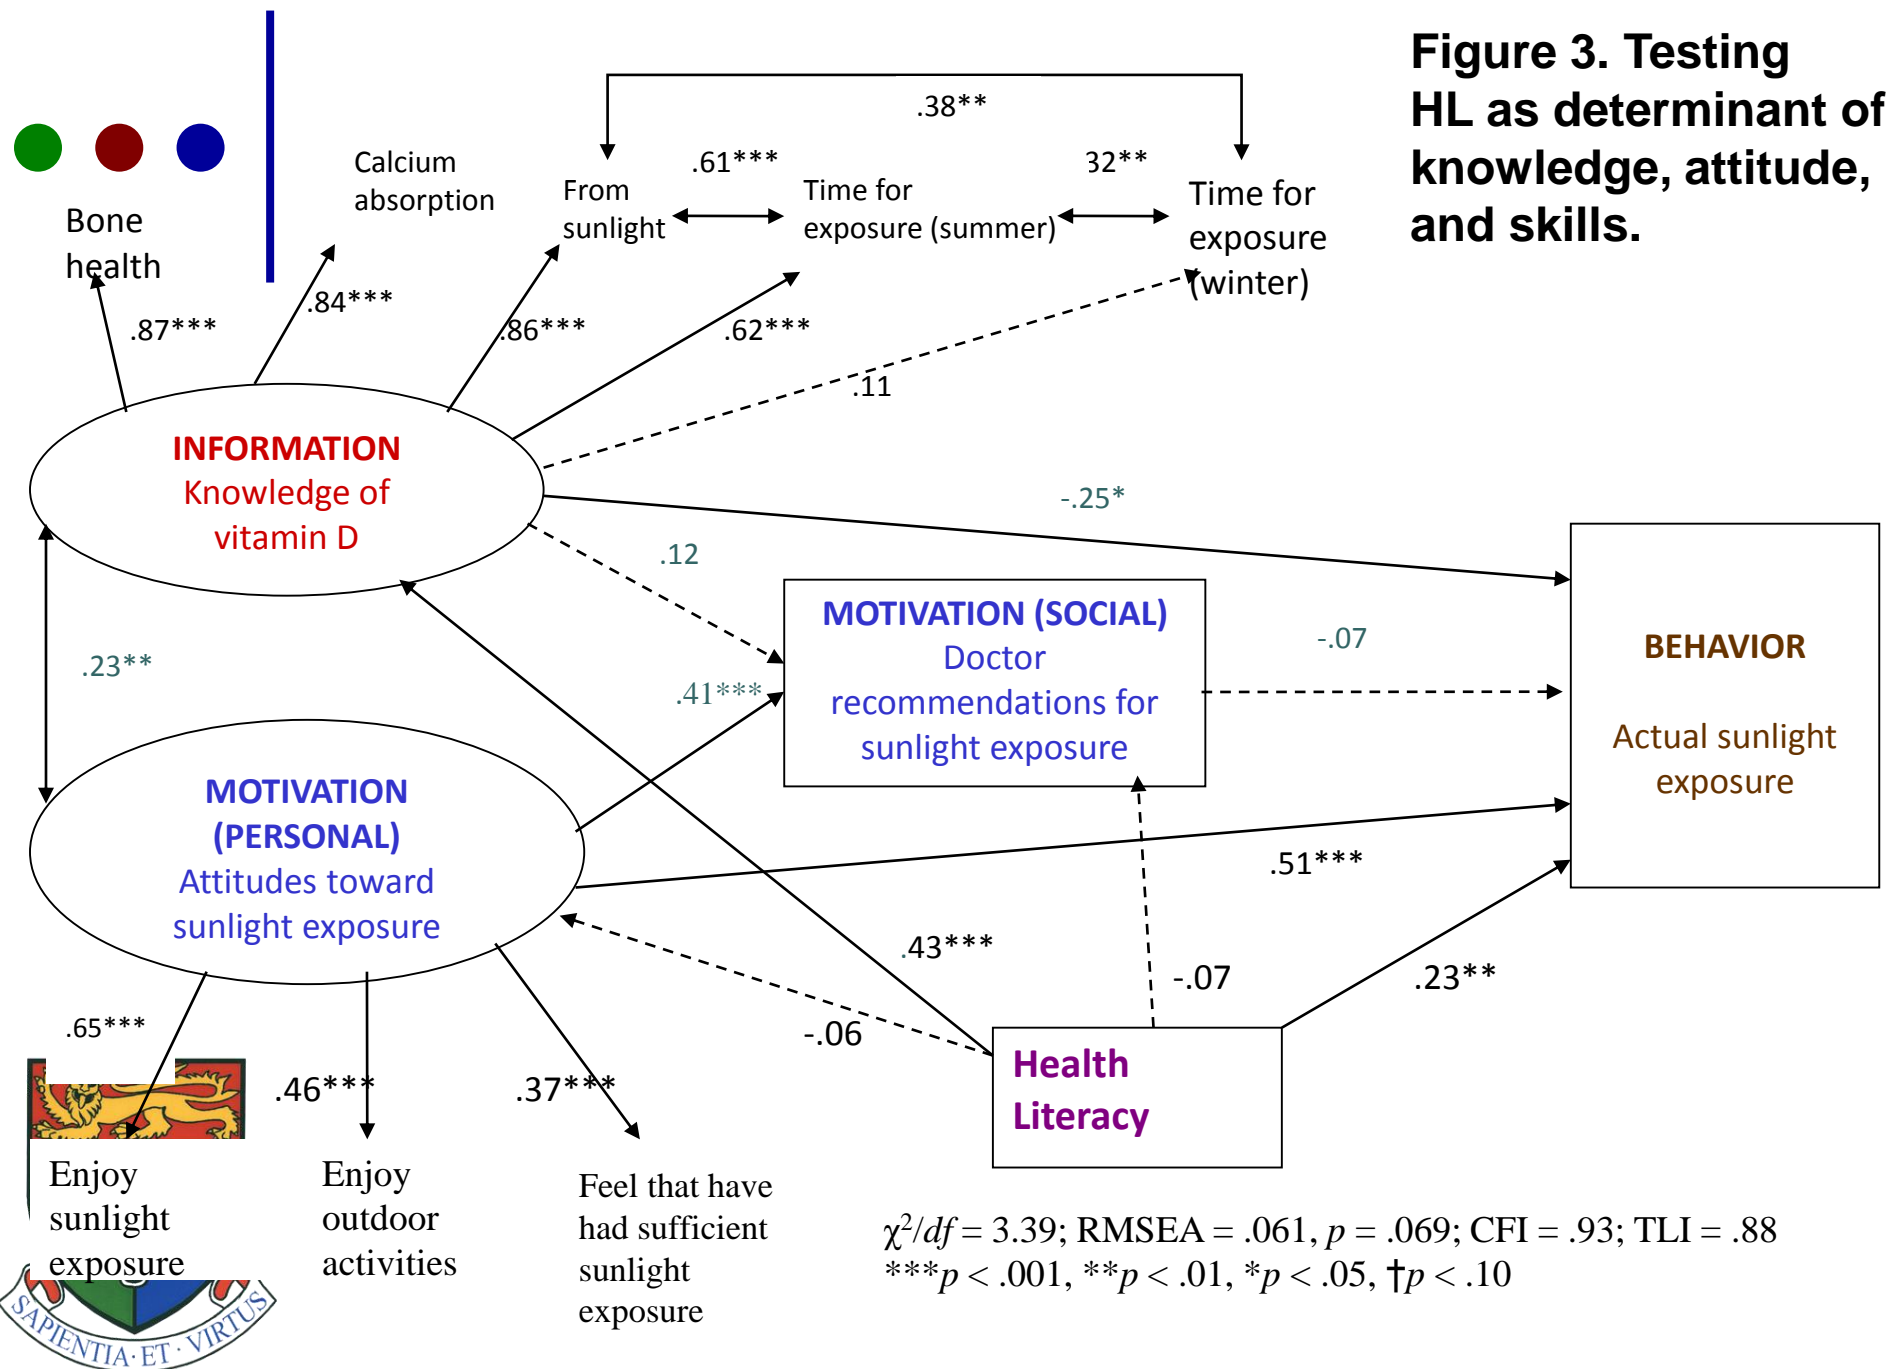 Figure 3. Testing
HL as determinant of
knowledge, attitude,
and skills.
.38**
Calcium
absorption
From
sunlight
.61***
Time for
exposure (summer)
32**
Time for
exposure
(winter)
Bone
health
.87***
.84***
.86***
.62***
.11
INFORMATION
Knowledge of
vitamin D
-.25*
.12
.23**
MOTIVATION (SOCIAL)
Doctor
recommendations for
sunlight exposure
-.07
BEHAVIOR
Actual sunlight
exposure
.41***
MOTIVATION
(PERSONAL)
Attitudes toward
sunlight exposure
.51***
.43***
-.07
.23**
-.06
.65***
.46***
.37***
Health
Literacy
Enjoy
sunlight
exposure
Enjoy
outdoor
activities
Feel that have
had sufficient
sunlight
exposure
χ²/df = 3.39; RMSEA = .061, p = .069; CFI = .93; TLI = .88
***p < .001, **p < .01, *p < .05, †p < .10
SAPIENTIA·ET·VIRTUS